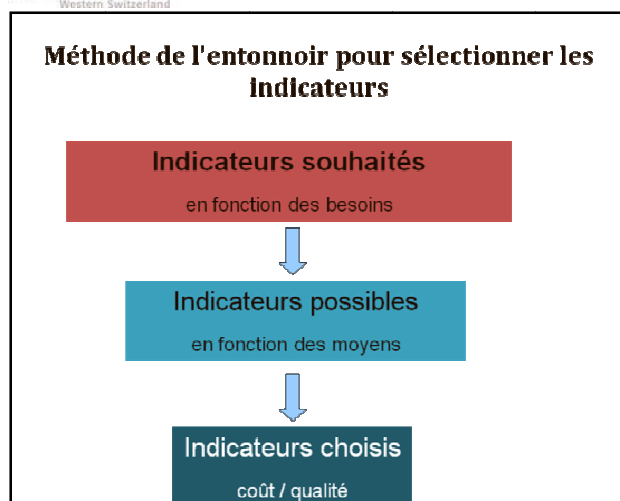 Western Switzerland
Méthode de l'entonnoir pour sélectionner les
indicateurs
Indicateurs souhaités
en fonction des besoins
Indicateurs possibles
en fonction des moyens
Indicateurs choisis
coût / qualité